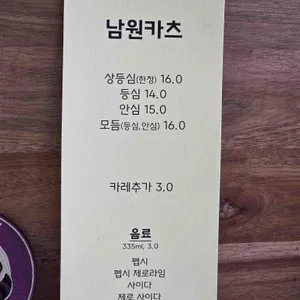 남원카츠
상등심(한정) 16.0
등심 14.0
안심 15.0
모듬(등심,안심) 16.0
카레추가 3.0
음료
335ml, 3.0
펩시
펩시 제로라임
사이다
제로 사이다